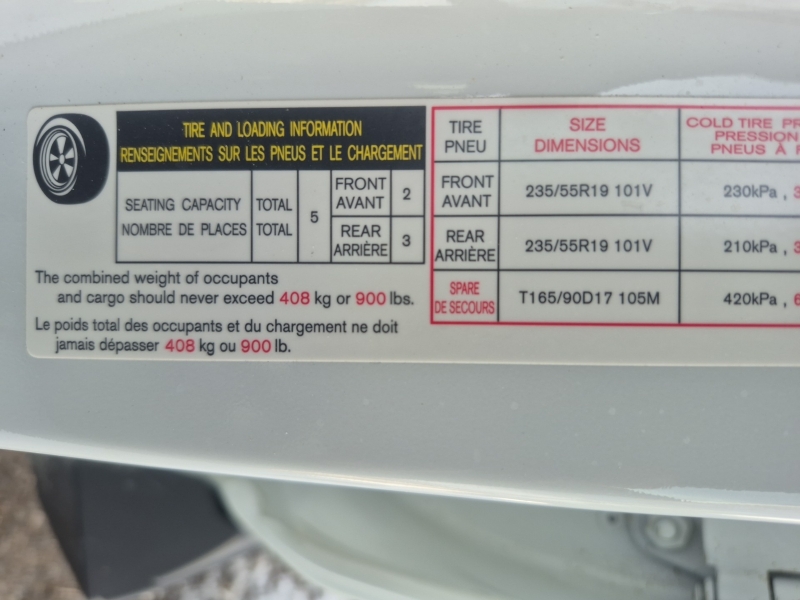 TIRE AND LOADING INFORMATION
RENSEIGNEMENTS SUR LES PNEUS ET LE CHARGEMENT
SEATING CAPACITY
NOMBRE DE PLACES
TOTAL
TOTAL
5
FRONT
AVANT
2
REAR
ARRIÈRE
3
The combined weight of occupants
and cargo should never exceed 408 kg or 900 lbs.
Le poids total des occupants et du chargement ne doit
jamais dépasser 408 kg ou 900 lb.
TIRE
PNEU
SIZE
DIMENSIONS
COLD TIRE
PRESSION
PNEUS À
FRONT
AVANT
235/55R19 101V
230kPa ,
REAR
ARRIÈRE
235/55R19 101V
210kPa ,
SPARE
DE SECOURS
T165/90D17 105M
420kPa ,